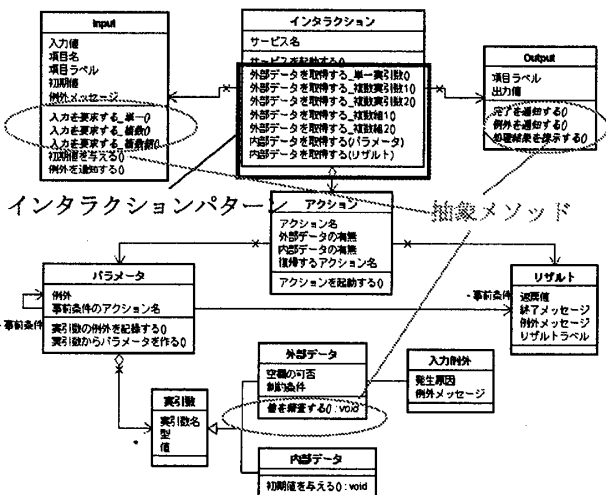 Input
入力値
項目名
項目ラベル
初期値
例外メッセージ
入力を要求する_単一()
入力を要求する_複数()
入力を要求する_複数組()
初期値を与える()
例外を通知する()
インタラクション
サービス名
サービスを起動する()
外部データを取得する_単一実引数()
外部データを取得する_複数実引数1()
外部データを取得する_複数実引数2()
外部データを取得する_複数組1()
外部データを取得する_複数組2()
内部データを取得する(パラメータ)
内部データを取得する(リザルト)
Output
項目ラベル
出力値
完了を通知する()
例外を通知する()
処理結果を提示する()
インタラクションパターン
抽象メソッド
アクション
アクション名
外部データの有無
内部データの有無
復帰するアクション名
アクションを起動する()
パラメータ
例外
事前条件のアクション名
実引数の例外を記録する()
実引数からパラメータを作る()
- 事前条件
- 事前条件
リザルト
返戻値
終了メッセージ
例外メッセージ
リザルトラベル
外部データ
空欄の可否
制約条件
値を審査する() : void
入力例外
発生原因
例外メッセージ
実引数
実引数名
型
値
内部データ
初期値を与える() : void